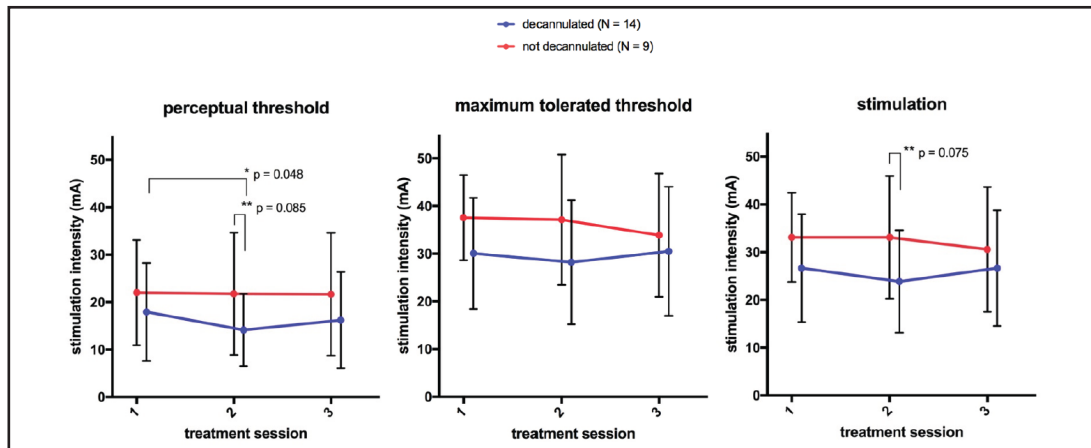 decannulated (N = 14)
not decannulated (N = 9)
perceptual threshold
stimulation intensity (mA)
50
40
30
20
10
0
* p = 0.048
** p = 0.085
1
2
3
treatment session
maximum tolerated threshold
stimulation intensity (mA)
50
40
30
20
10
0
1
2
3
treatment session
stimulation
stimulation intensity (mA)
50
40
30
20
10
0
** p = 0.075
1
2
3
treatment session